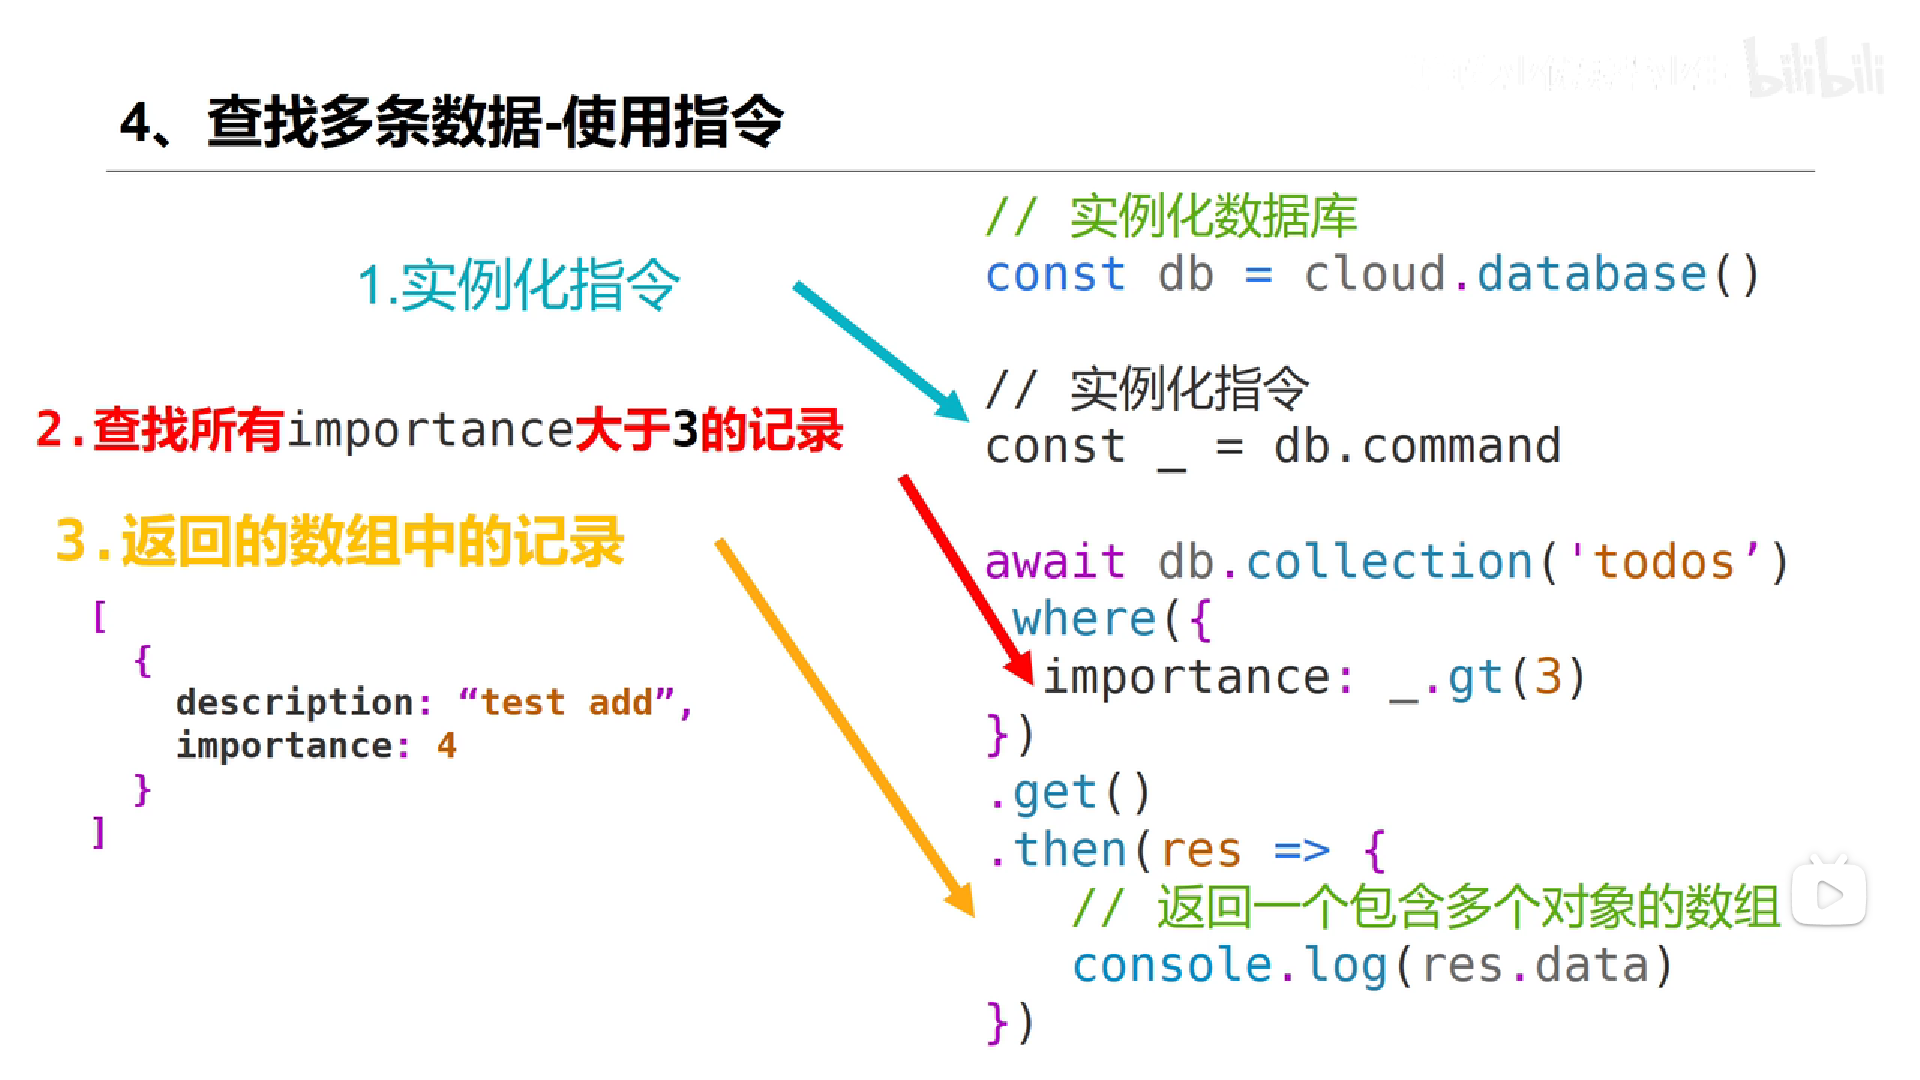 bilibili
4、查找多条数据-使用指令
1.实例化指令
2.查找所有importance大于3的记录
3.返回的数组中的记录
[
{
description: “test add”,
importance: 4
}
]
// 实例化数据库
const db = cloud.database()
// 实例化指令
const _ = db.command
await db.collection('todos’)
where({
importance: _.gt(3)
})
.get()
.then(res => {
// 返回一个包含多个对象的数组
console.log(res.data)
})